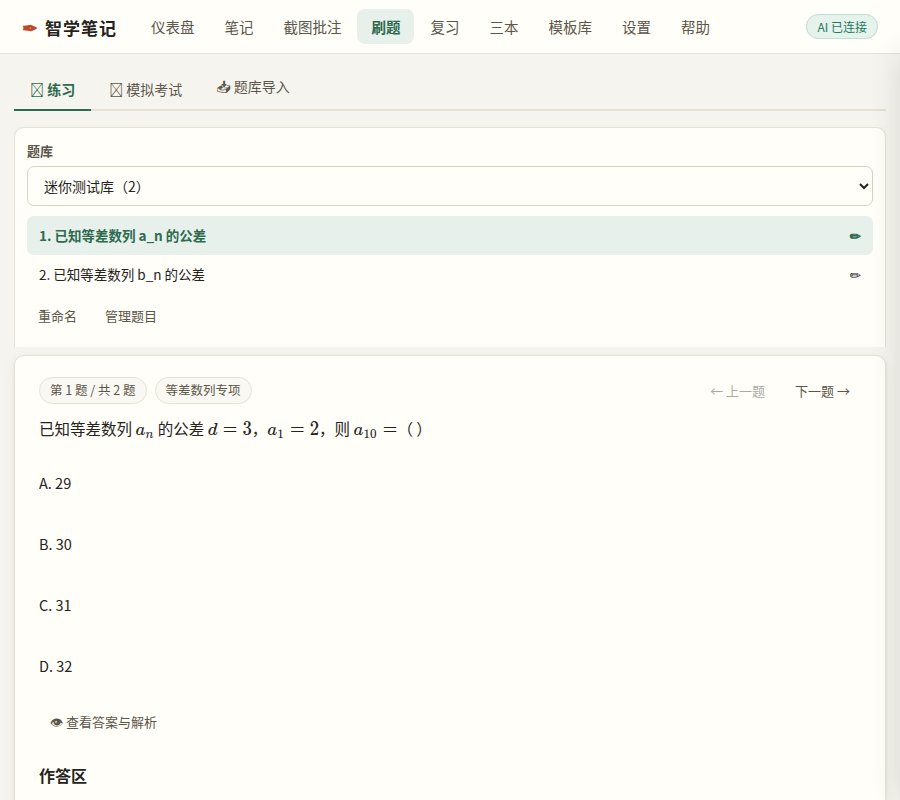 智学笔记 仪表盘 笔记 截图批注 刷题 复习 三本 模板库 设置 帮助 AI 已连接
练习 模拟考试 题库导入
题库
迷你测试库（2）
1. 已知等差数列 a_n 的公差
2. 已知等差数列 b_n 的公差
重命名 管理题目
第 1 题 / 共 2 题 等差数列专项 ← 上一题 下一题 →
已知等差数列 aₙ 的公差 d = 3，a₁ = 2，则 a₁₀ =（ ）
A. 29
B. 30
C. 31
D. 32
查看答案与解析
作答区